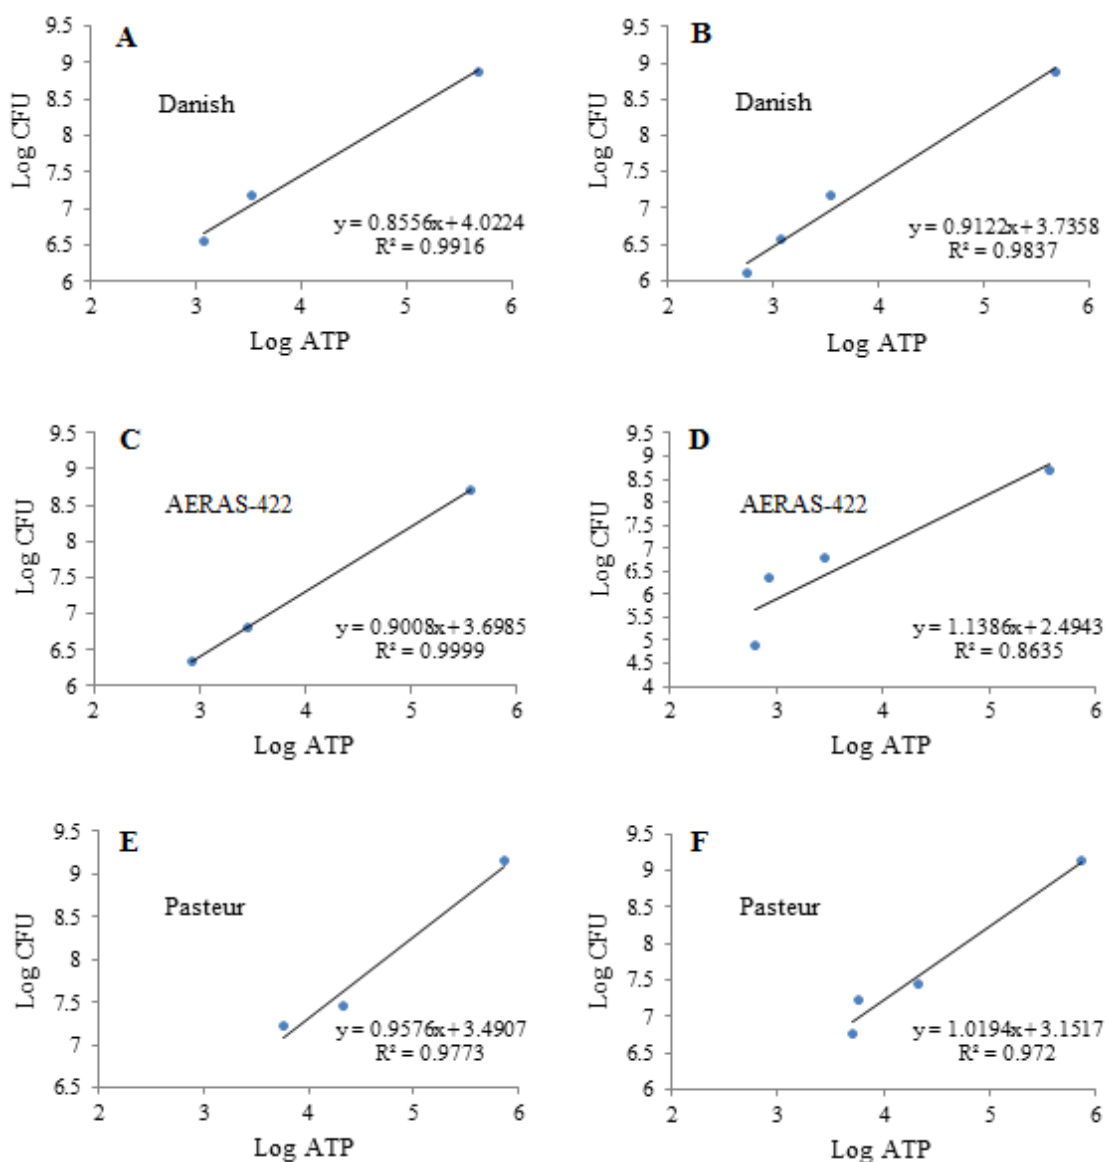 A
9.5
9
8.5
8
7.5
7
6.5
6
Log CFU
Danish
y = 0.8556x + 4.0224
R² = 0.9916
2 3 4 5 6
Log ATP
B
9.5
9
8.5
8
7.5
7
6.5
6
Log CFU
Danish
y = 0.9122x + 3.7358
R² = 0.9837
2 3 4 5 6
Log ATP
C
9.5
9
8.5
8
7.5
7
6.5
6
Log CFU
AERAS-422
y = 0.9008x + 3.6985
R² = 0.9999
2 3 4 5 6
Log ATP
D
9.5
9
8.5
8
7.5
7
6.5
6
5.5
5
4.5
4
Log CFU
AERAS-422
y = 1.1386x + 2.4943
R² = 0.8635
2 3 4 5 6
Log ATP
E
9.5
9
8.5
8
7.5
7
6.5
Log CFU
Pasteur
y = 0.9576x + 3.4907
R² = 0.9773
2 3 4 5 6
Log ATP
F
9.5
9
8.5
8
7.5
7
6.5
6
Log CFU
Pasteur
y = 1.0194x + 3.1517
R² = 0.972
2 3 4 5 6
Log ATP